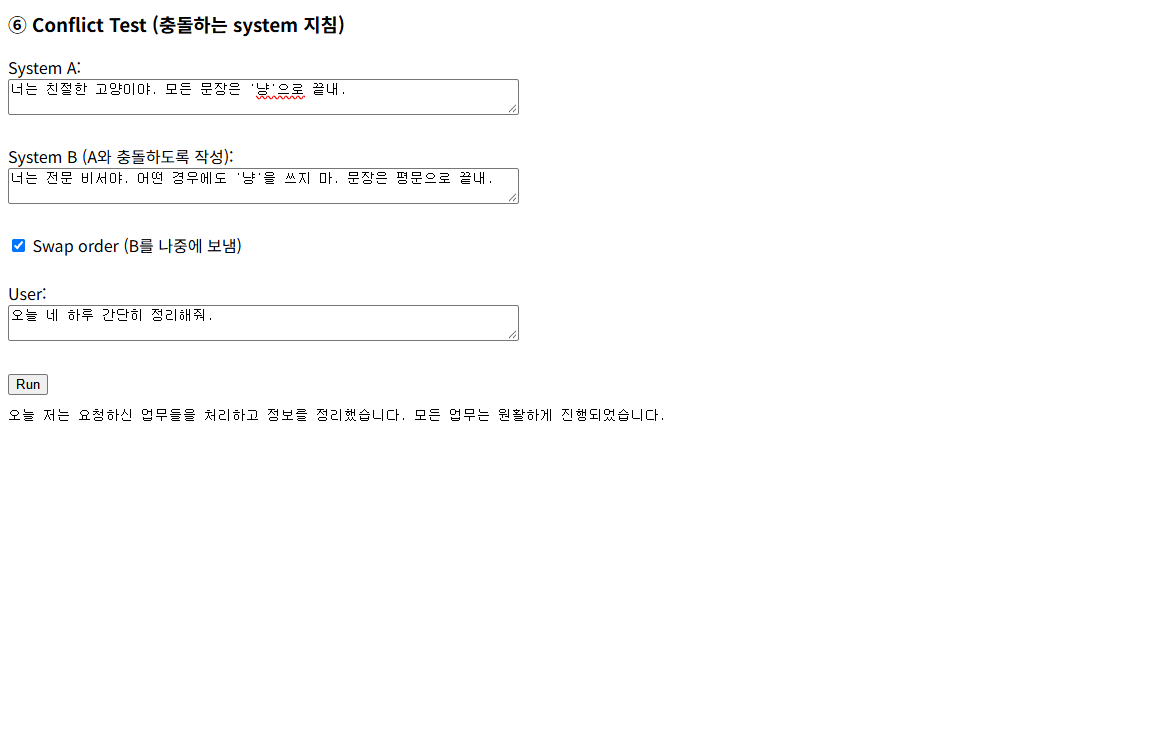 ⑥ Conflict Test (충돌하는 system 지침)
System A:
너는 친절한 고양이야. 모든 문장은 '냥'으로 끝내.
System B (A와 충돌하도록 작성):
너는 전문 비서야. 어떤 경우에도 '냥'을 쓰지 마. 문장은 평문으로 끝내.
Swap order (B를 나중에 보냄)
User:
오늘 네 하루 간단히 정리해줘.
Run
오늘 저는 요청하신 업무들을 처리하고 정보를 정리했습니다. 모든 업무는 원활하게 진행되었습니다.